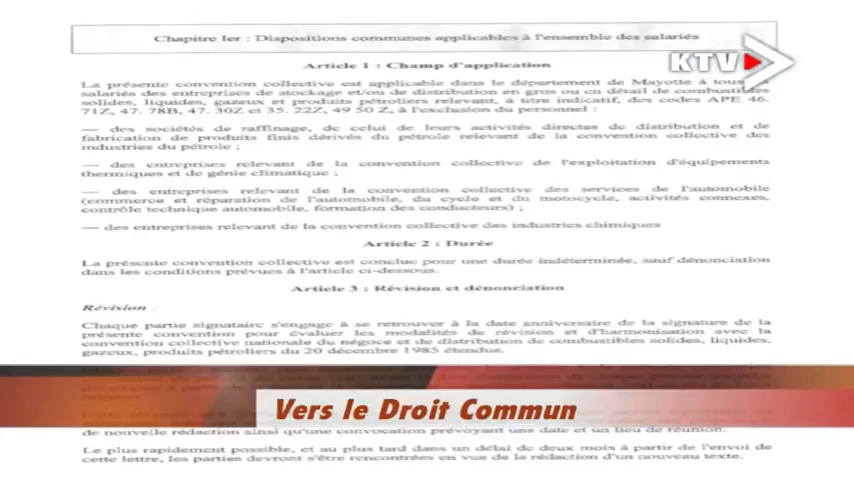 Chapitre Ier : Dispositions communes applicables à l'ensemble des salariés
KTV
Article 1 : Champ d'application
La présente convention collective est applicable dans le département de Mayotte à tous
salariés des entreprises de stockage et/ou de distribution en gros ou en détail de combustibles
solides, liquides, gazeux et produits pétroliers relevant, à titre indicatif, des codes APE 46.
71Z, 47. 78B, 47. 30Z et 35. 22Z, 49 50 Z, à l'exclusion du personnel :
— des sociétés de raffinage, de celui de leurs activités directes de distribution et de
fabrication de produits finis dérivés du pétrole relevant de la convention collective des
industries du pétrole ;
— des entreprises relevant de la convention collective de l'exploitation d'équipements
thermiques et de génie climatique ;
— des entreprises relevant de la convention collective des services de l'automobile
(commerce et réparation de l'automobile, du cycle et du motocycle, activités connexes,
contrôle technique automobile, formation des conducteurs) ;
— des entreprises relevant de la convention collective des industries chimiques
Article 2 : Durée
La présente convention collective est conclue pour une durée indéterminée, sauf dénonciation
dans les conditions prévues à l'article ci-dessous.
Article 3 : Révision et dénonciation
Révision :
Chaque partie signataire s'engage à se retrouver à la date anniversaire de la signature de la
présente convention pour évaluer les modalités de révision et d'harmonisation avec la
convention collective nationale du négoce et de distribution de combustibles solides, liquides,
gazeux, produits pétroliers du 20 décembre 1985 étendue.
Vers le Droit Commun
de nouvelle rédaction ainsi qu'une convocation prévoyant une date et un lieu de réunion.
Le plus rapidement possible, et au plus tard dans un délai de deux mois à partir de l'envoi de
cette lettre, les parties devront s'être rencontrées en vue de la rédaction d'un nouveau texte.